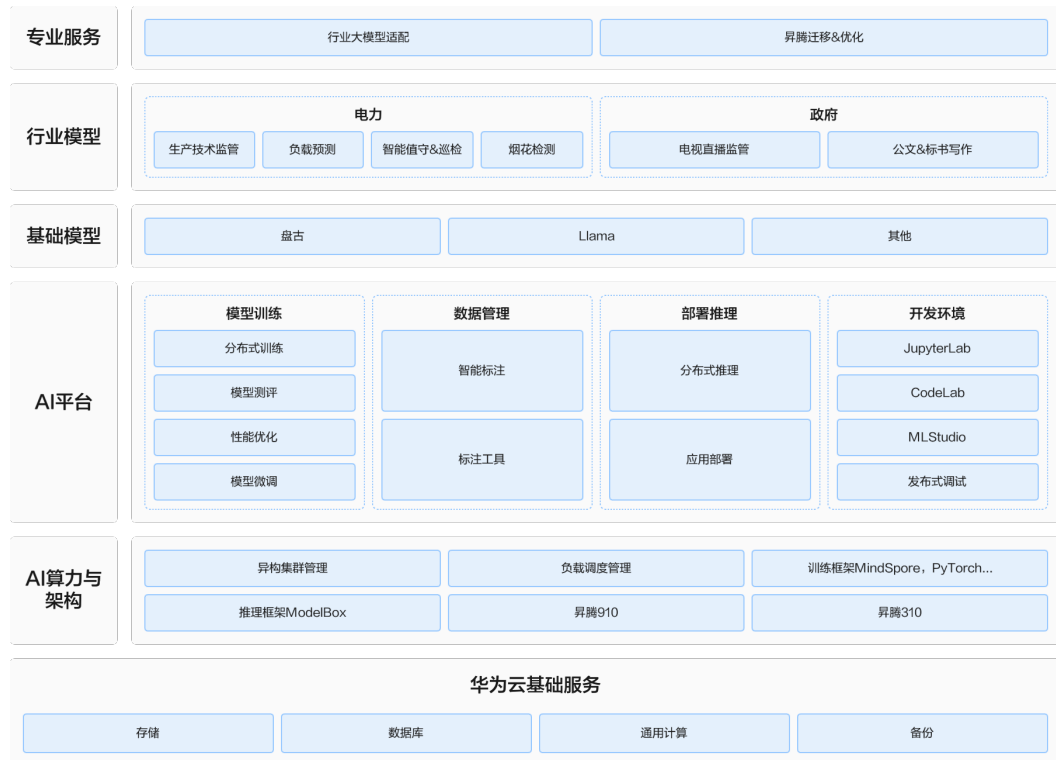 专业服务
行业大模型适配
昇腾迁移&优化
行业模型
电力
生产技术监管
负载预测
智能值守&巡检
烟花检测
政府
电视直播监管
公文&标书写作
基础模型
盘古
Llama
其他
AI平台
模型训练
分布式训练
模型测评
性能优化
模型微调
数据管理
智能标注
标注工具
部署推理
分布式推理
应用部署
开发环境
JupyterLab
CodeLab
MLStudio
发布式调试
AI算力与
架构
异构集群管理
负载调度管理
训练框架MindSpore，PyTorch...
推理框架ModelBox
昇腾910
昇腾310
华为云基础服务
存储
数据库
通用计算
备份